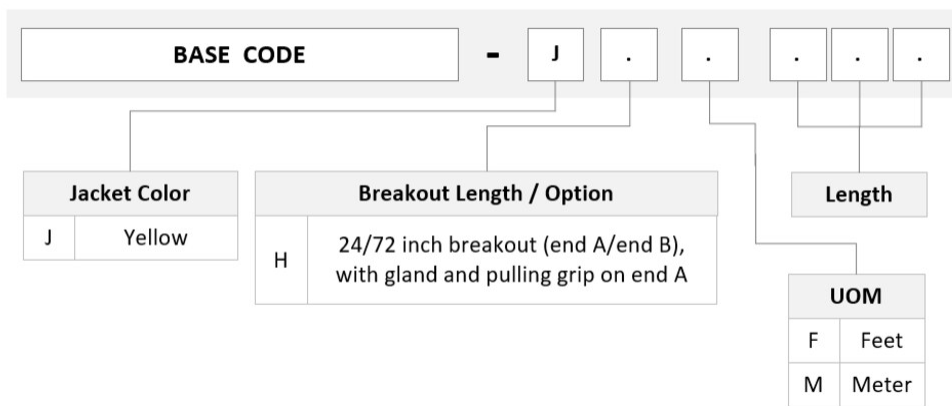 BASE CODE - J . . . . .
Jacket Color
J Yellow
Breakout Length / Option
H 24/72 inch breakout (end A/end B),
with gland and pulling grip on end A
Length
UOM
F Feet
M Meter